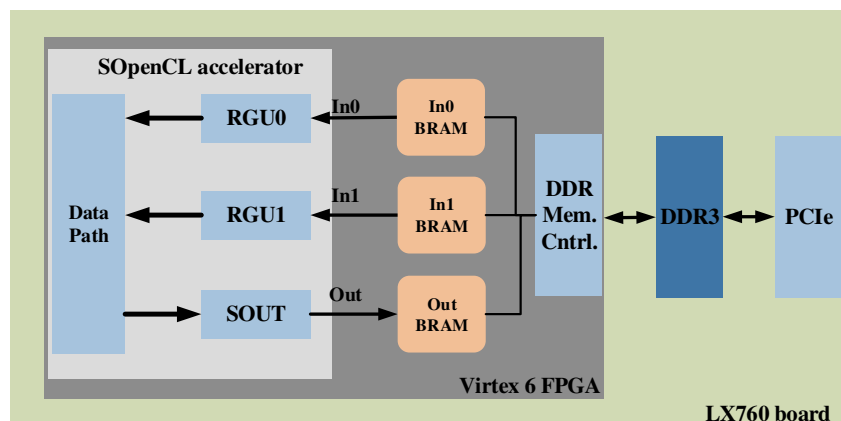 SOpenCL accelerator
Data
Path
RGU0
RGU1
SOUT
In0
In1
Out
In0
BRAM
In1
BRAM
Out
BRAM
DDR
Mem.
Cntrl.
DDR3
PCIe
Virtex 6 FPGA
LX760 board